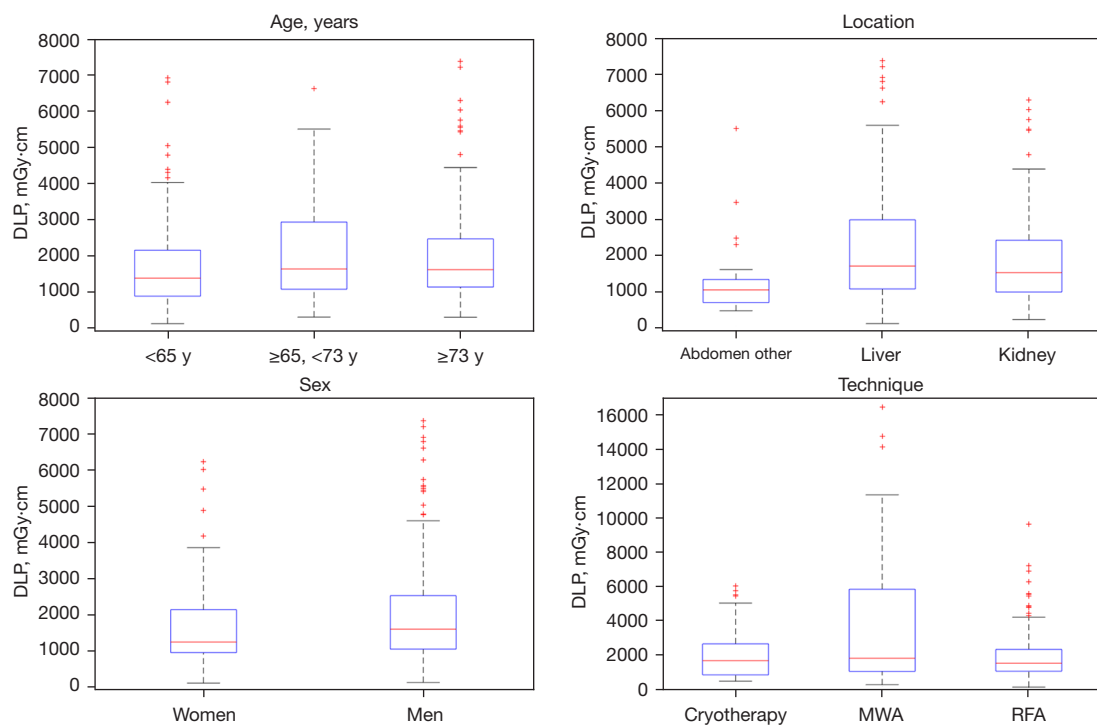 Age, years
8000
7000
6000
5000
4000
3000
2000
1000
0
DLP, mGy·cm
<65 y
≥65, <73 y
≥73 y
Location
8000
7000
6000
5000
4000
3000
2000
1000
0
DLP, mGy·cm
Abdomen other
Liver
Kidney
Sex
8000
7000
6000
5000
4000
3000
2000
1000
0
DLP, mGy·cm
Women
Men
Technique
16000
14000
12000
10000
8000
6000
4000
2000
0
DLP, mGy·cm
Cryotherapy
MWA
RFA